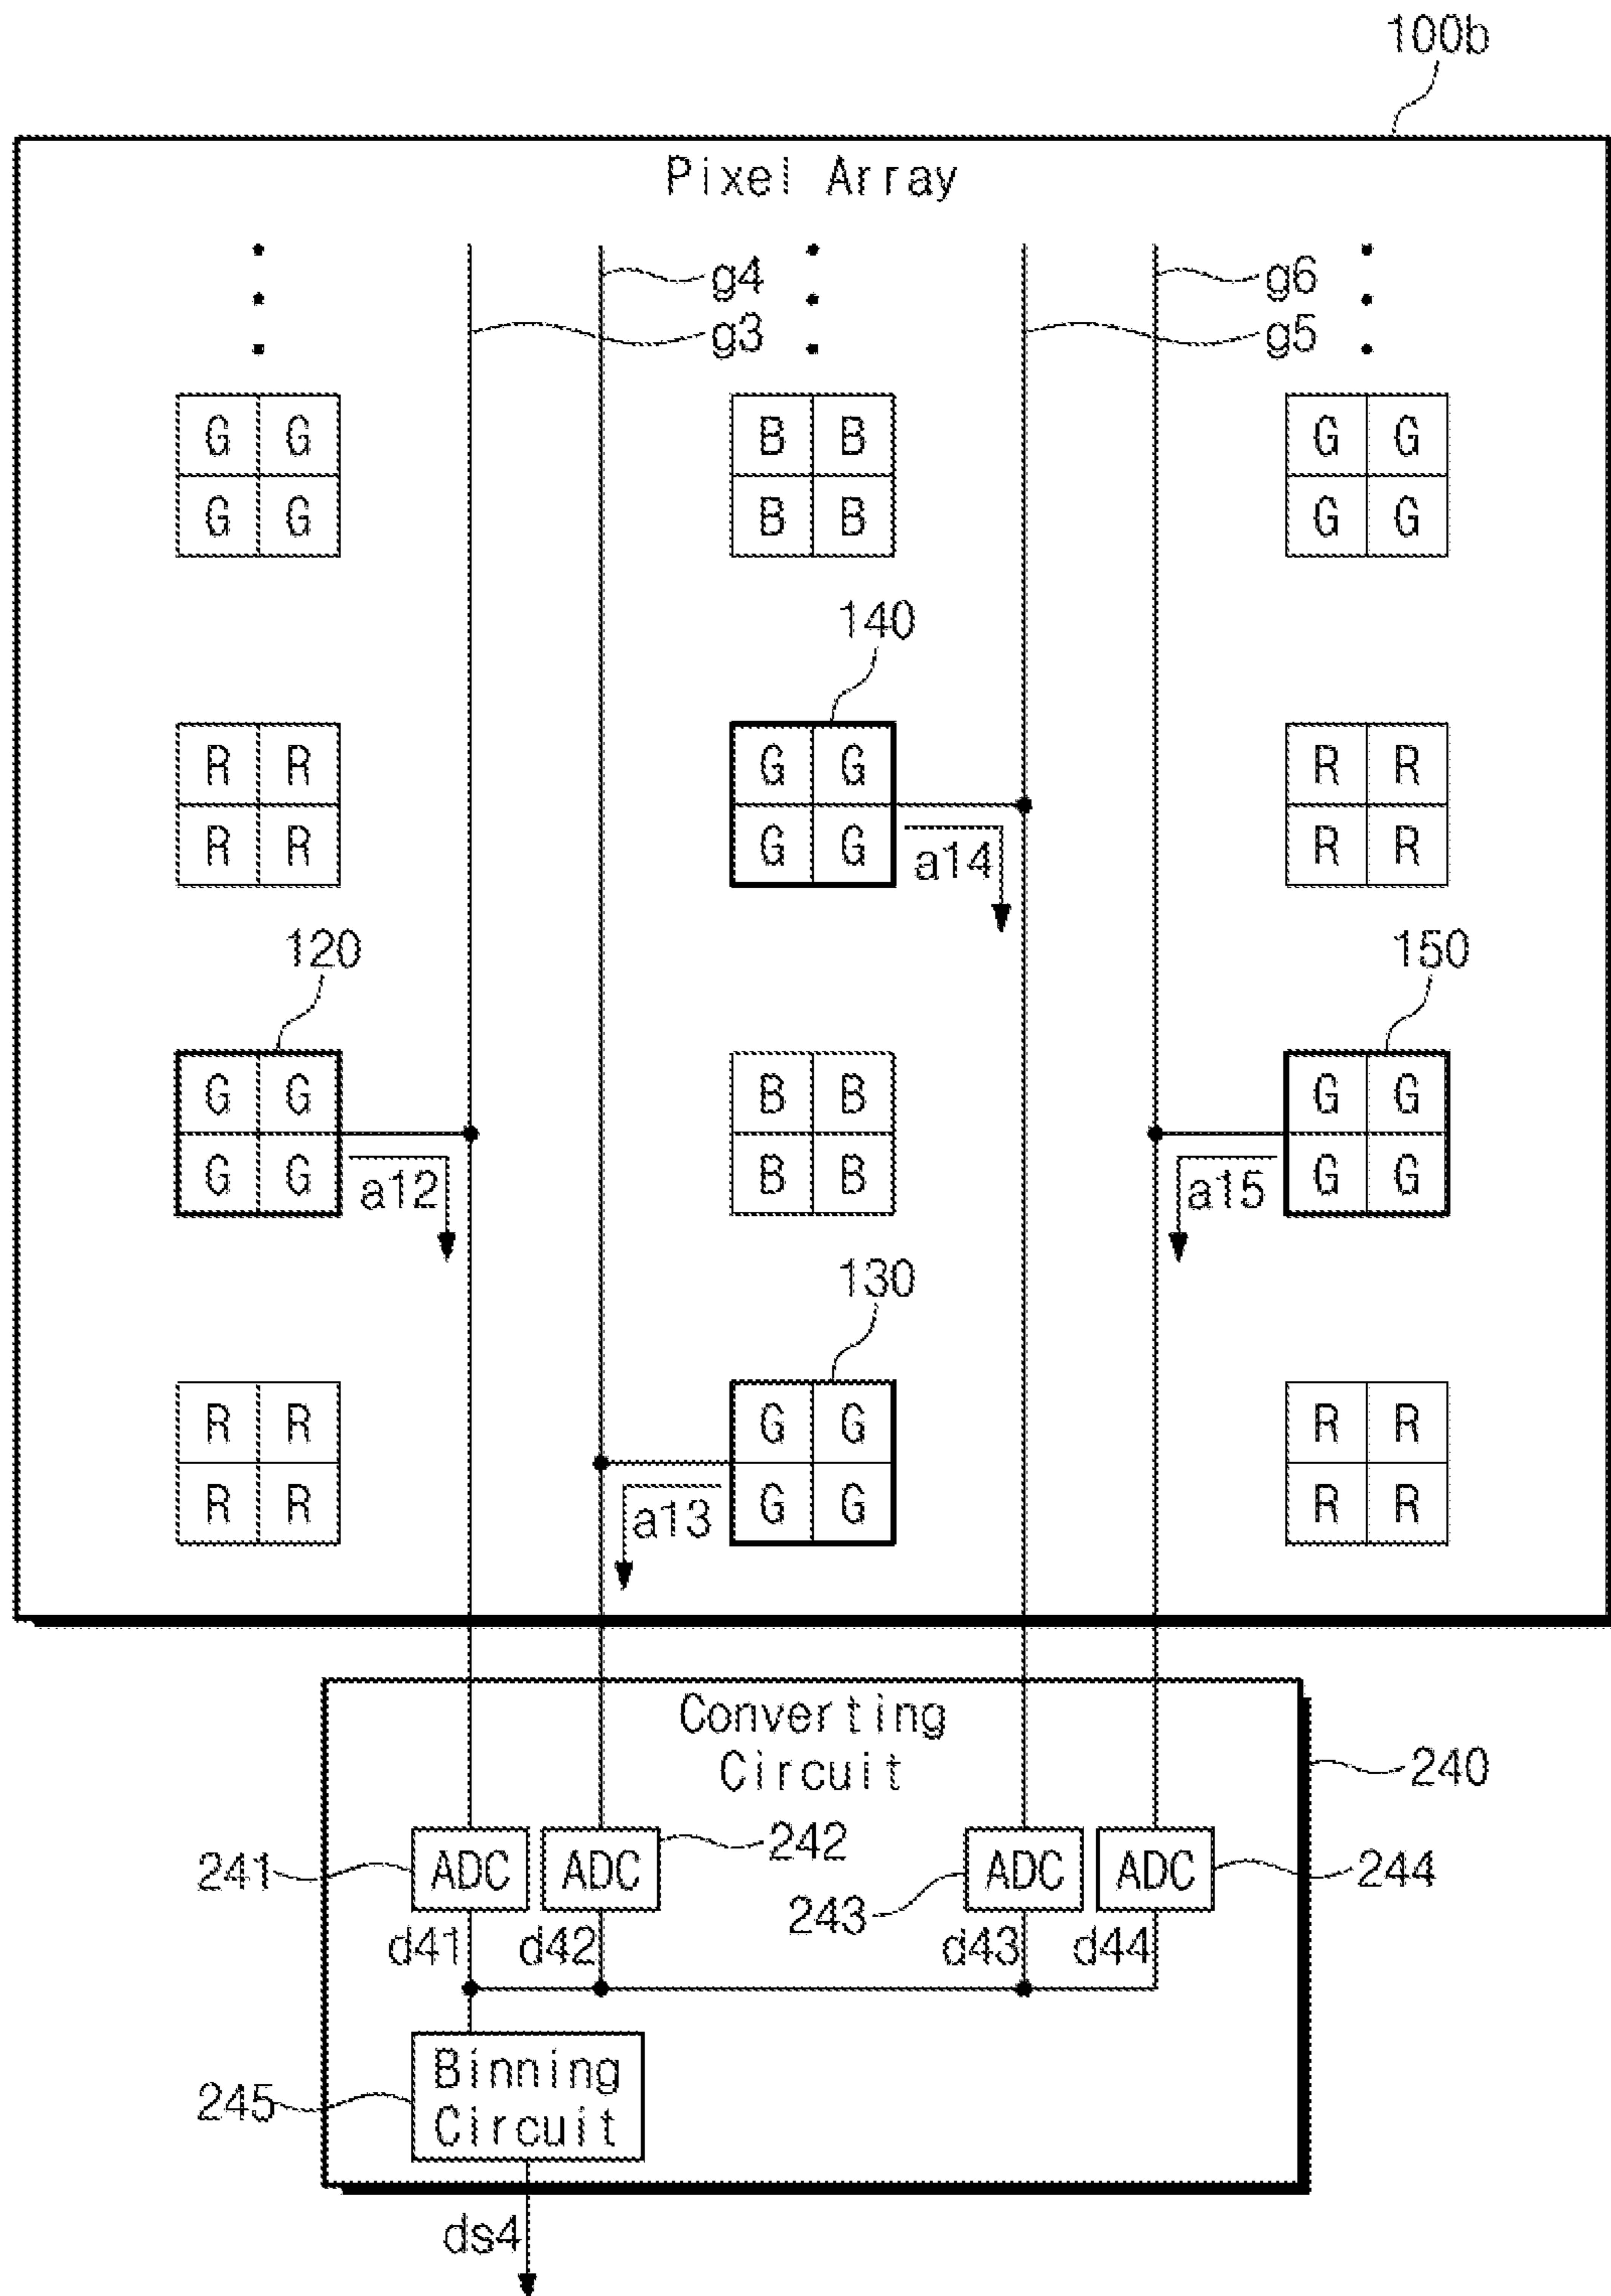 100b
Pixel Array
g4
g6
g3
g5
G G B B G G
G G B B G G
140
R R G G R R
R R G G R R
a14
120
150
G G B B G G
G G B B G G
a12
a15
130
R R G G R R
R R G G R R
a13
Converting
Circuit
240
241
ADC
ADC
242
243
ADC
ADC
244
d41
d42
d43
d44
245
Binning
Circuit
ds4